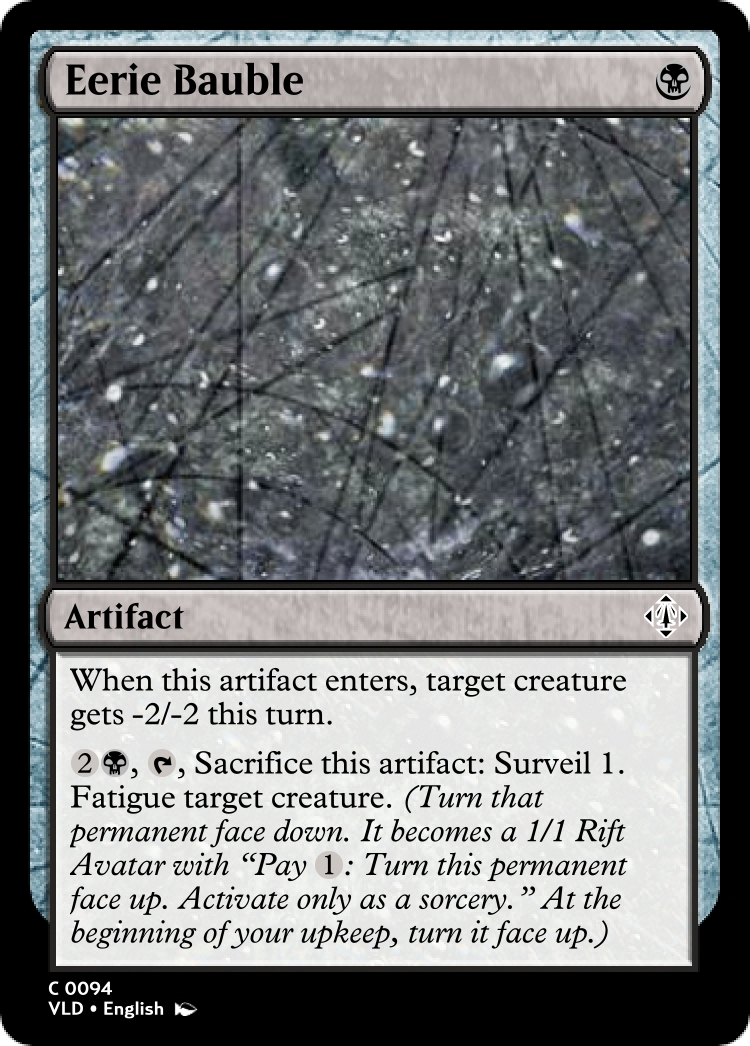 Eerie Bauble
Artifact
When this artifact enters, target creature
gets -2/-2 this turn.
2 , , Sacrifice this artifact: Surveil 1.
Fatigue target creature. (Turn that
permanent face down. It becomes a 1/1 Rift
Avatar with “Pay 1: Turn this permanent
face up. Activate only as a sorcery.” At the
beginning of your upkeep, turn it face up.)
C 0094
VLD • English